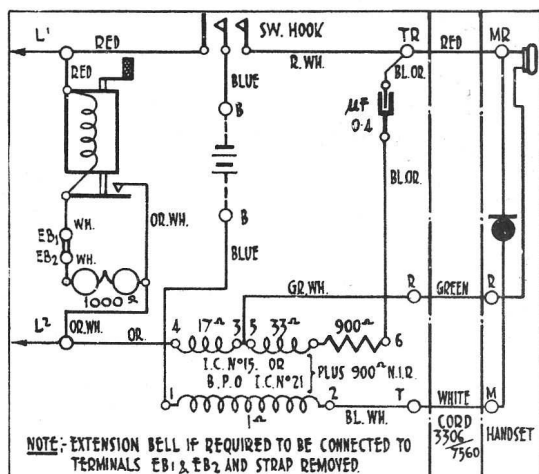 L¹ RED SW. HOOK TR RED MR
R.WH.
RED BLUE BL.OR.
B µF
0.4
OR.WH. B BL.OR.
EB1 WH.
EB2 WH. BLUE
1000Ω GR.WH. R GREEN R
L² OR.WH. OR. 4 17Ω 3 5 33Ω 900Ω 6
I.C. Nº15. OR
B.P.O I.C.Nº21 PLUS 900Ω N.I.R.
1 1Ω 2 BL.WH. T WHITE M
CORD
3306/7560
HANDSET
NOTE:- EXTENSION BELL IF REQUIRED TO BE CONNECTED TO
TERMINALS EB1 & EB2 AND STRAP REMOVED.